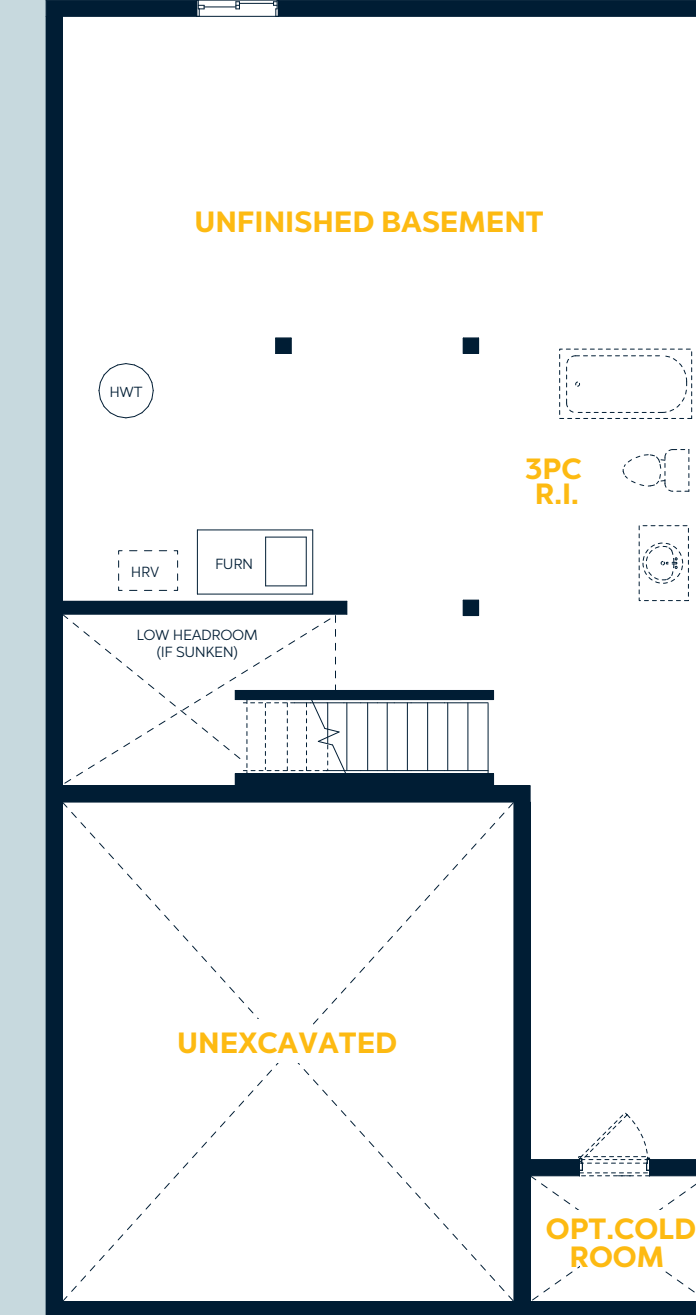 UNFINISHED BASEMENT
HWT
3PC
R.I.
FURN
HRV
LOW HEADROOM
(IF SUNKEN)
UNEXCAVATED
OPT.COLD
ROOM